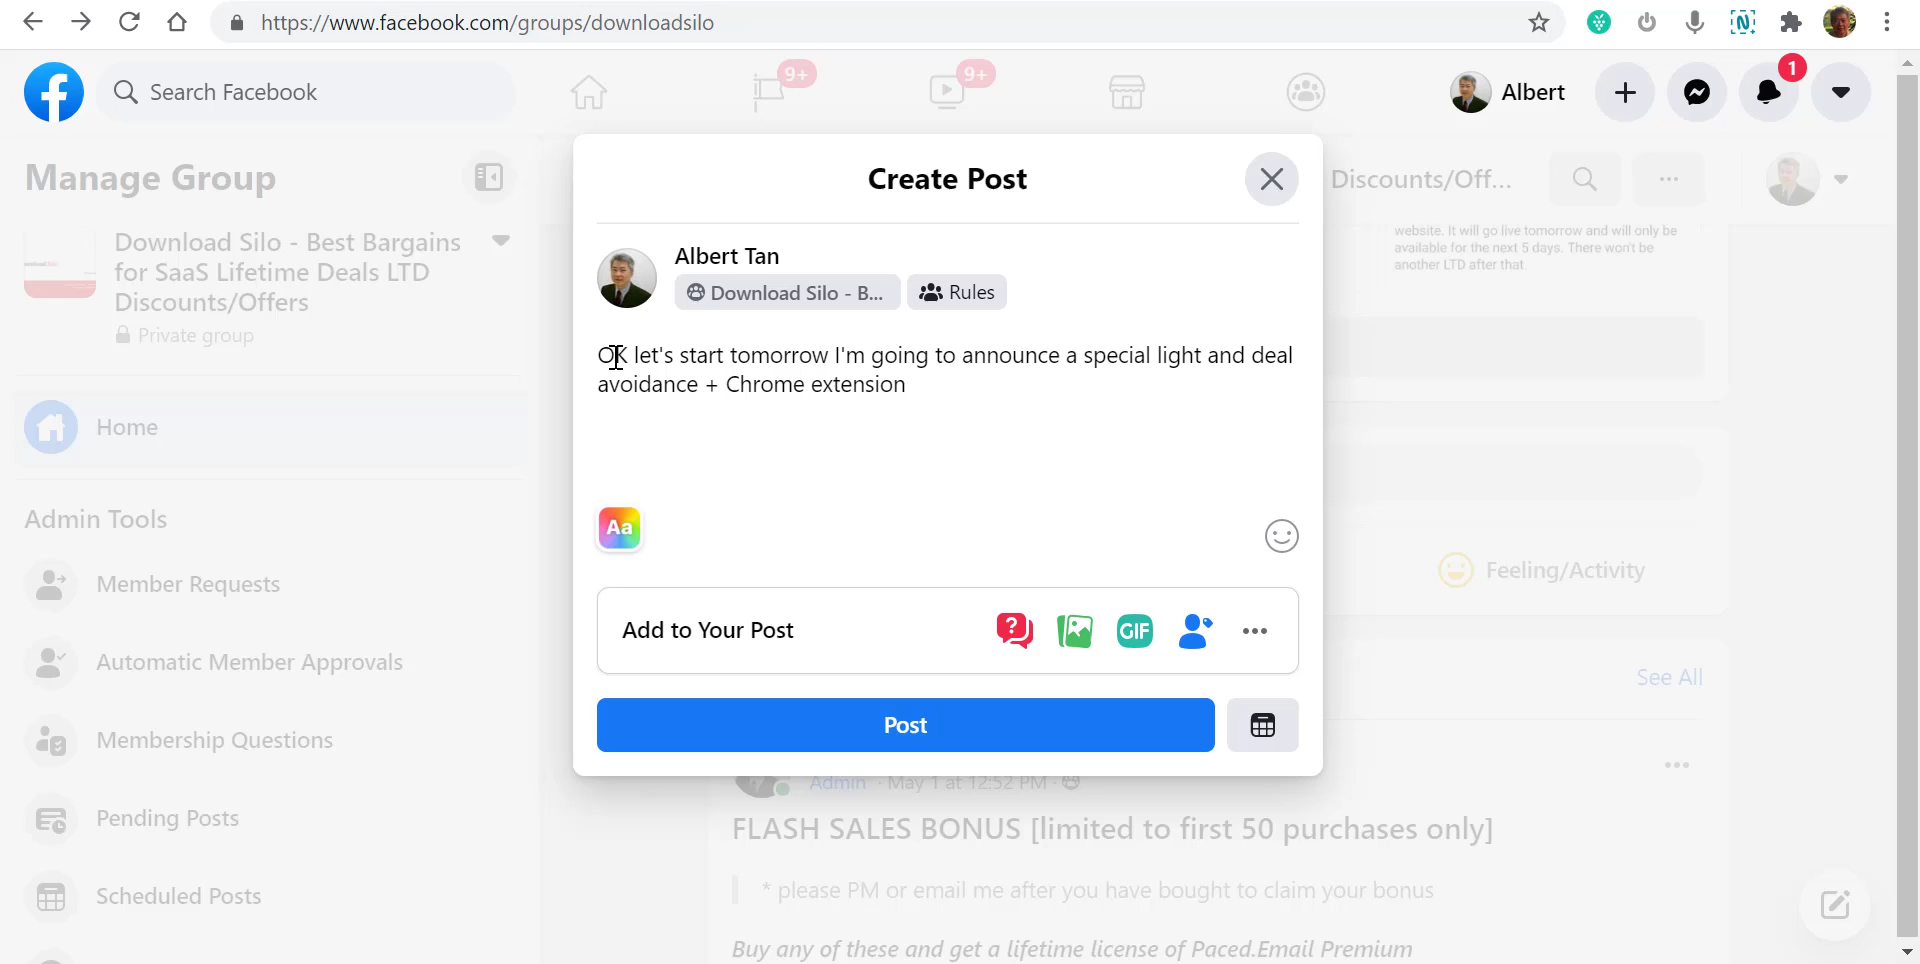 https://www.facebook.com/groups/downloadsilo
Search Facebook
9+
9+
Albert
1
Manage Group
Download Silo - Best Bargains
for SaaS Lifetime Deals LTD
Discounts/Offers
Private group
Home
Admin Tools
Member Requests
Automatic Member Approvals
Membership Questions
Pending Posts
Scheduled Posts
Create Post
Albert Tan
Download Silo - B...
Rules
OK let's start tomorrow I'm going to announce a special light and deal
avoidance + Chrome extension
Aa
Add to Your Post
GIF
Post
Discounts/Off...
website. It will go live tomorrow and will only be
available for the next 5 days. There won't be
another LTD after that.
Feeling/Activity
See All
Admin · May 1 at 12:52 PM ·
FLASH SALES BONUS [limited to first 50 purchases only]
* please PM or email me after you have bought to claim your bonus
Buy any of these and get a lifetime license of Paced.Email Premium